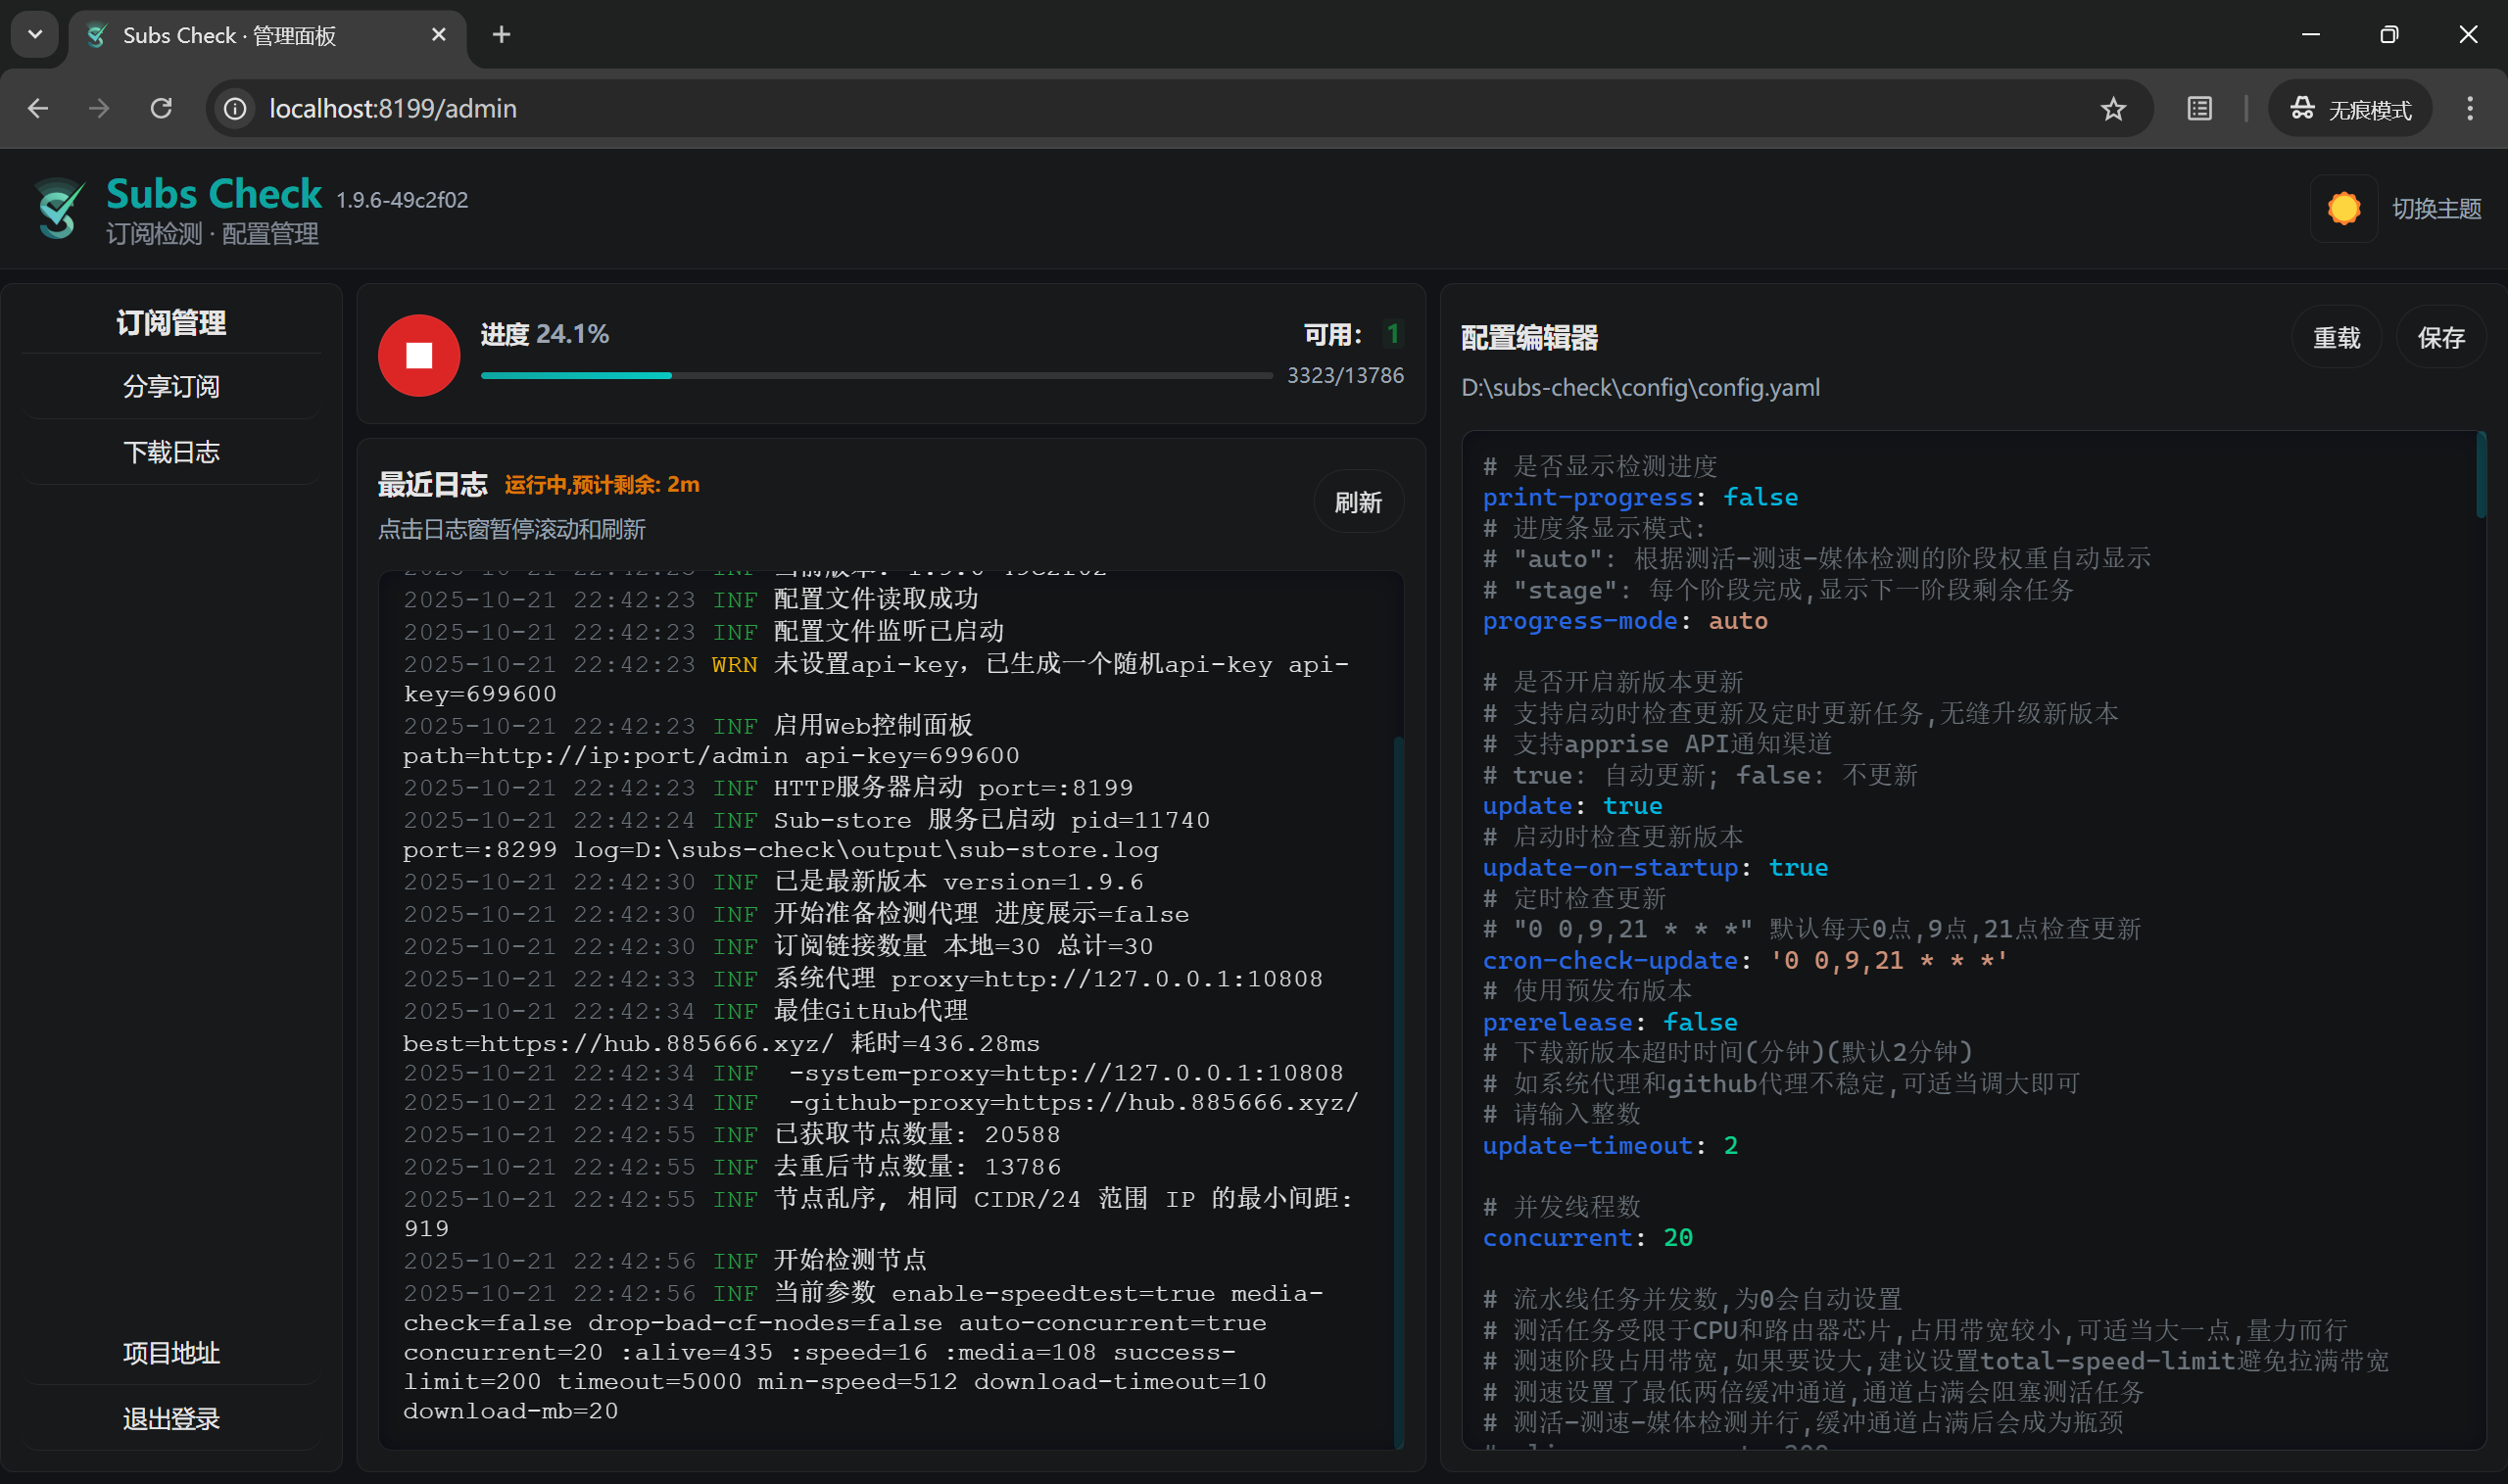 Subs Check · 管理面板
localhost:8199/admin
无痕模式
Subs Check 1.9.6-49c2f02
订阅检测 · 配置管理
切换主题
订阅管理
分享订阅
下载日志
项目地址
退出登录
进度 24.1%
可用: 1
3323/13786
最近日志 运行中,预计剩余: 2m
点击日志窗暂停滚动和刷新
刷新
2025-10-21 22:42:23 INF 当前版本: 1.9.6-49c2f02
2025-10-21 22:42:23 INF 配置文件读取成功
2025-10-21 22:42:23 INF 配置文件监听已启动
2025-10-21 22:42:23 WRN 未设置api-key，已生成一个随机api-key api-
key=699600
2025-10-21 22:42:23 INF 启用Web控制面板
path=http://ip:port/admin api-key=699600
2025-10-21 22:42:23 INF HTTP服务器启动 port=:8199
2025-10-21 22:42:24 INF Sub-store 服务已启动 pid=11740
port=:8299 log=D:\subs-check\output\sub-store.log
2025-10-21 22:42:30 INF 已是最新版本 version=1.9.6
2025-10-21 22:42:30 INF 开始准备检测代理 进度展示=false
2025-10-21 22:42:30 INF 订阅链接数量 本地=30 总计=30
2025-10-21 22:42:33 INF 系统代理 proxy=http://127.0.0.1:10808
2025-10-21 22:42:34 INF 最佳GitHub代理
best=https://hub.885666.xyz/ 耗时=436.28ms
2025-10-21 22:42:34 INF -system-proxy=http://127.0.0.1:10808
2025-10-21 22:42:34 INF -github-proxy=https://hub.885666.xyz/
2025-10-21 22:42:55 INF 已获取节点数量: 20588
2025-10-21 22:42:55 INF 去重后节点数量: 13786
2025-10-21 22:42:55 INF 节点乱序, 相同 CIDR/24 范围 IP 的最小间距:
919
2025-10-21 22:42:56 INF 开始检测节点
2025-10-21 22:42:56 INF 当前参数 enable-speedtest=true media-
check=false drop-bad-cf-nodes=false auto-concurrent=true
concurrent=20 :alive=435 :speed=16 :media=108 success-
limit=200 timeout=5000 min-speed=512 download-timeout=10
download-mb=20
配置编辑器
重载
保存
D:\subs-check\config\config.yaml
# 是否显示检测进度
print-progress: false
# 进度条显示模式:
# "auto": 根据测活-测速-媒体检测的阶段权重自动显示
# "stage": 每个阶段完成,显示下一阶段剩余任务
progress-mode: auto
# 是否开启新版本更新
# 支持启动时检查更新及定时更新任务,无缝升级新版本
# 支持apprise API通知渠道
# true: 自动更新; false: 不更新
update: true
# 启动时检查更新版本
update-on-startup: true
# 定时检查更新
# "0 0,9,21 * * *" 默认每天0点,9点,21点检查更新
cron-check-update: '0 0,9,21 * * *'
# 使用预发布版本
prerelease: false
# 下载新版本超时时间(分钟)(默认2分钟)
# 如系统代理和github代理不稳定,可适当调大即可
# 请输入整数
update-timeout: 2
# 并发线程数
concurrent: 20
# 流水线任务并发数,为0会自动设置
# 测活任务受限于CPU和路由器芯片,占用带宽较小,可适当大一点,量力而行
# 测速阶段占用带宽,如果要设大,建议设置total-speed-limit避免拉满带宽
# 测速设置了最低两倍缓冲通道,通道占满会阻塞测活任务
# 测活-测速-媒体检测并行,缓冲通道占满后会成为瓶颈